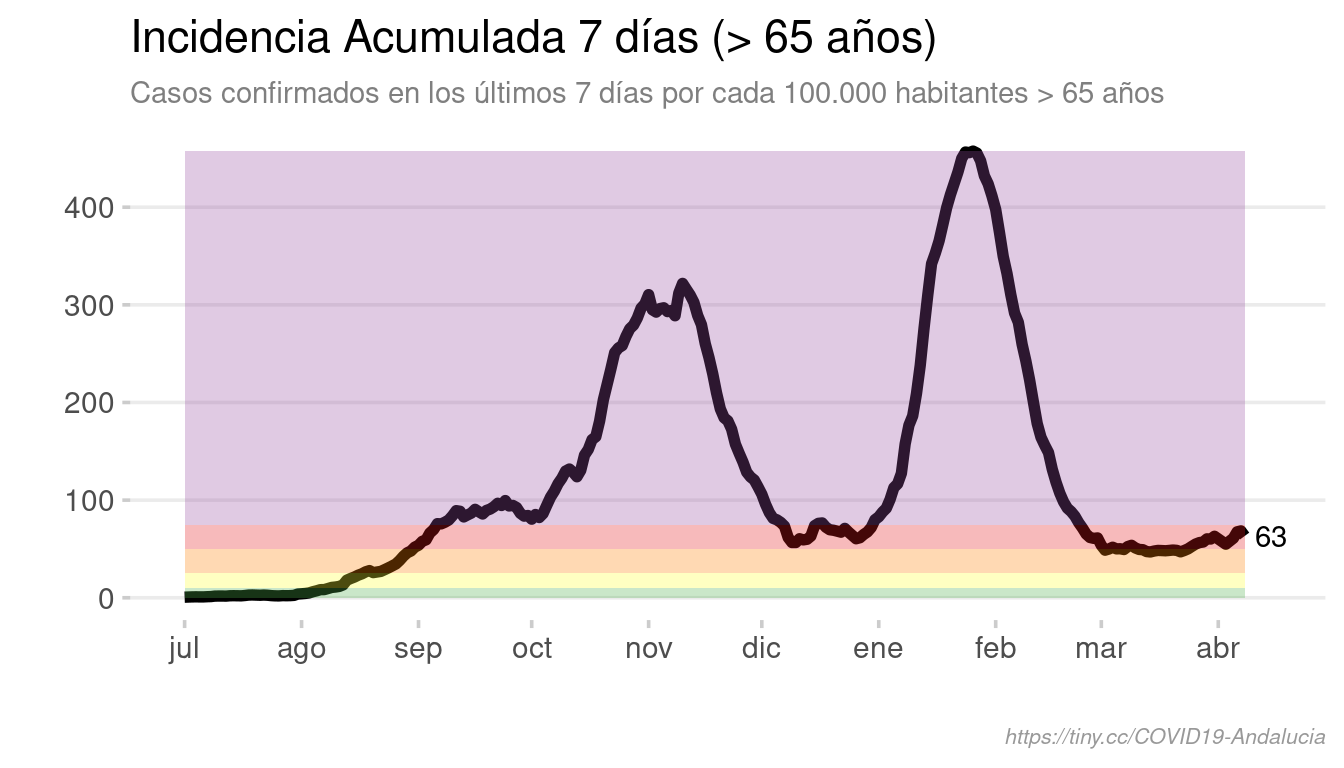 Incidencia Acumulada 7 días (> 65 años)
Casos confirmados en los últimos 7 días por cada 100.000 habitantes > 65 años
400
300
200
100
0
63
jul ago sep oct nov dic ene feb mar abr
https://tiny.cc/COVID19-Andalucia